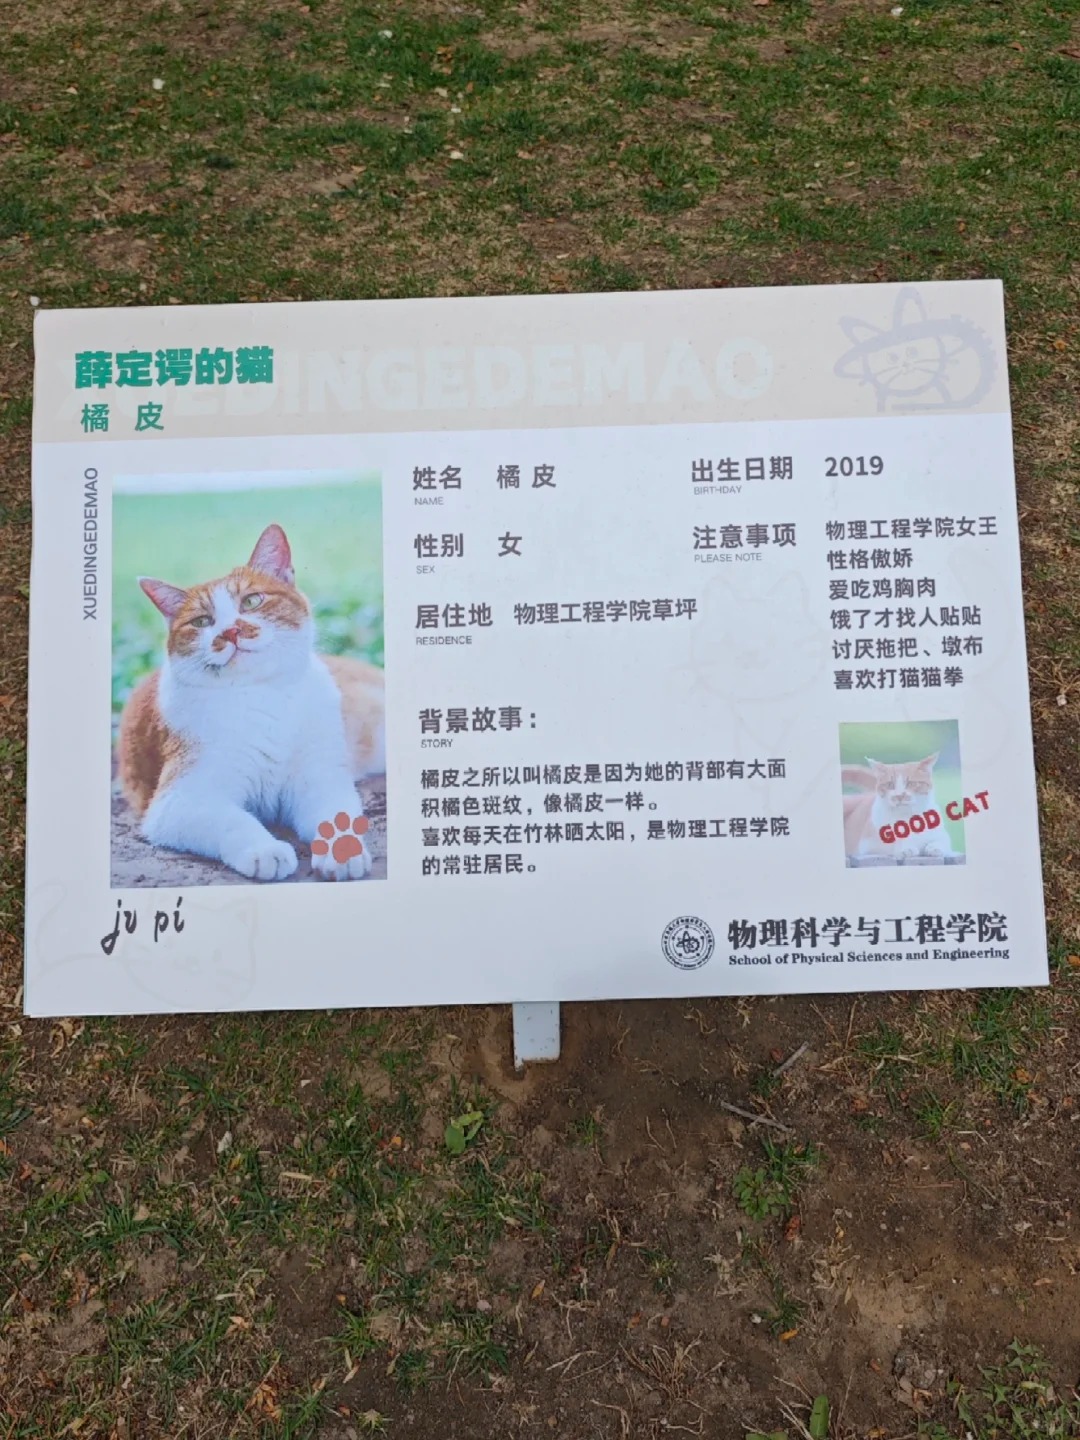 薛定谔的猫
XUEDINGEDEMAO
橘 皮
XUEDINGEDEMAO
姓名 橘 皮
NAME
性别 女
SEX
居住地 物理工程学院草坪
RESIDENCE
出生日期 2019
BIRTHDAY
注意事项 物理工程学院女王
PLEASE NOTE
性格傲娇
爱吃鸡胸肉
饿了才找人贴贴
讨厌拖把、墩布
喜欢打猫猫拳
背景故事：
STORY
橘皮之所以叫橘皮是因为她的背部有大面
积橘色斑纹，像橘皮一样。
喜欢每天在竹林晒太阳，是物理工程学院
的常驻居民。
GOOD CAT
ju pi
物理科学与工程学院
School of Physical Sciences and Engineering